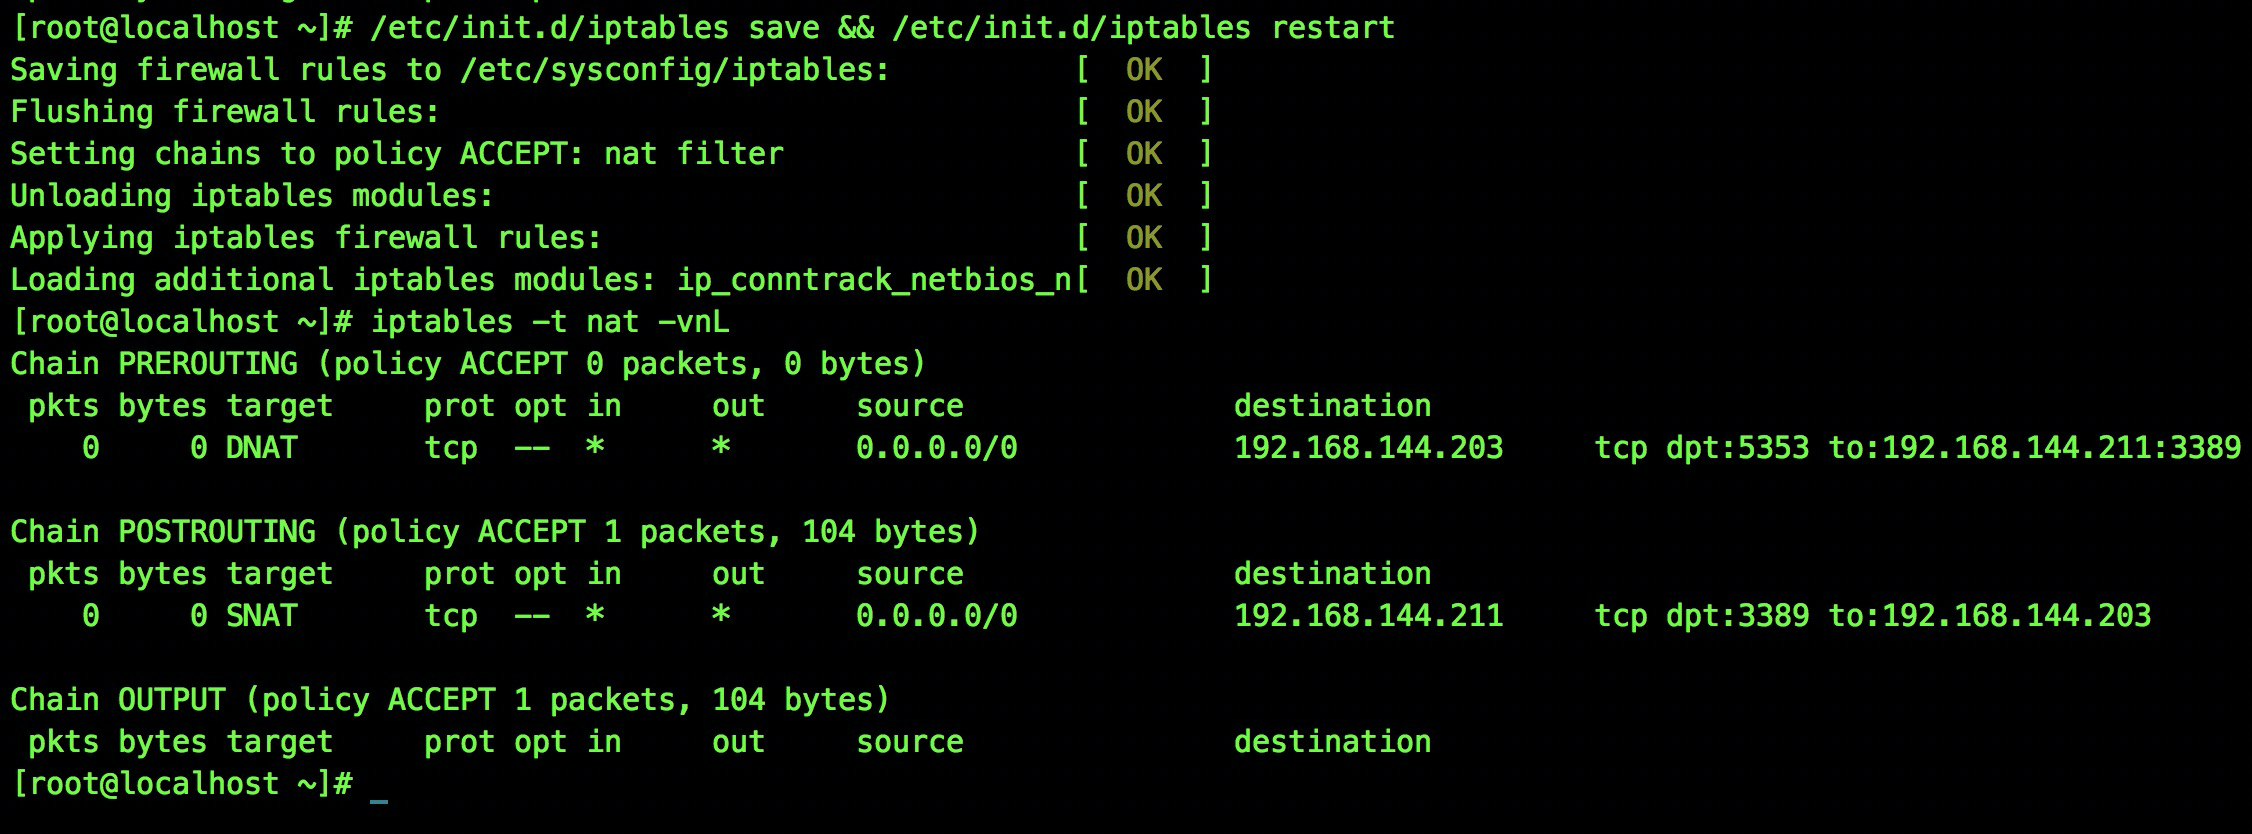 [root@localhost ~]# /etc/init.d/iptables save && /etc/init.d/iptables restart
Saving firewall rules to /etc/sysconfig/iptables:          [  OK  ]
Flushing firewall rules:                                   [  OK  ]
Setting chains to policy ACCEPT: nat filter                [  OK  ]
Unloading iptables modules:                                [  OK  ]
Applying iptables firewall rules:                          [  OK  ]
Loading additional iptables modules: ip_conntrack_netbios_n[  OK  ]
[root@localhost ~]# iptables -t nat -vnL
Chain PREROUTING (policy ACCEPT 0 packets, 0 bytes)
 pkts bytes target     prot opt in     out     source               destination
    0     0 DNAT       tcp  --  *      *       0.0.0.0/0            192.168.144.203     tcp dpt:5353 to:192.168.144.211:3389
Chain POSTROUTING (policy ACCEPT 1 packets, 104 bytes)
 pkts bytes target     prot opt in     out     source               destination
    0     0 SNAT       tcp  --  *      *       0.0.0.0/0            192.168.144.211     tcp dpt:3389 to:192.168.144.203
Chain OUTPUT (policy ACCEPT 1 packets, 104 bytes)
 pkts bytes target     prot opt in     out     source               destination
[root@localhost ~]# _